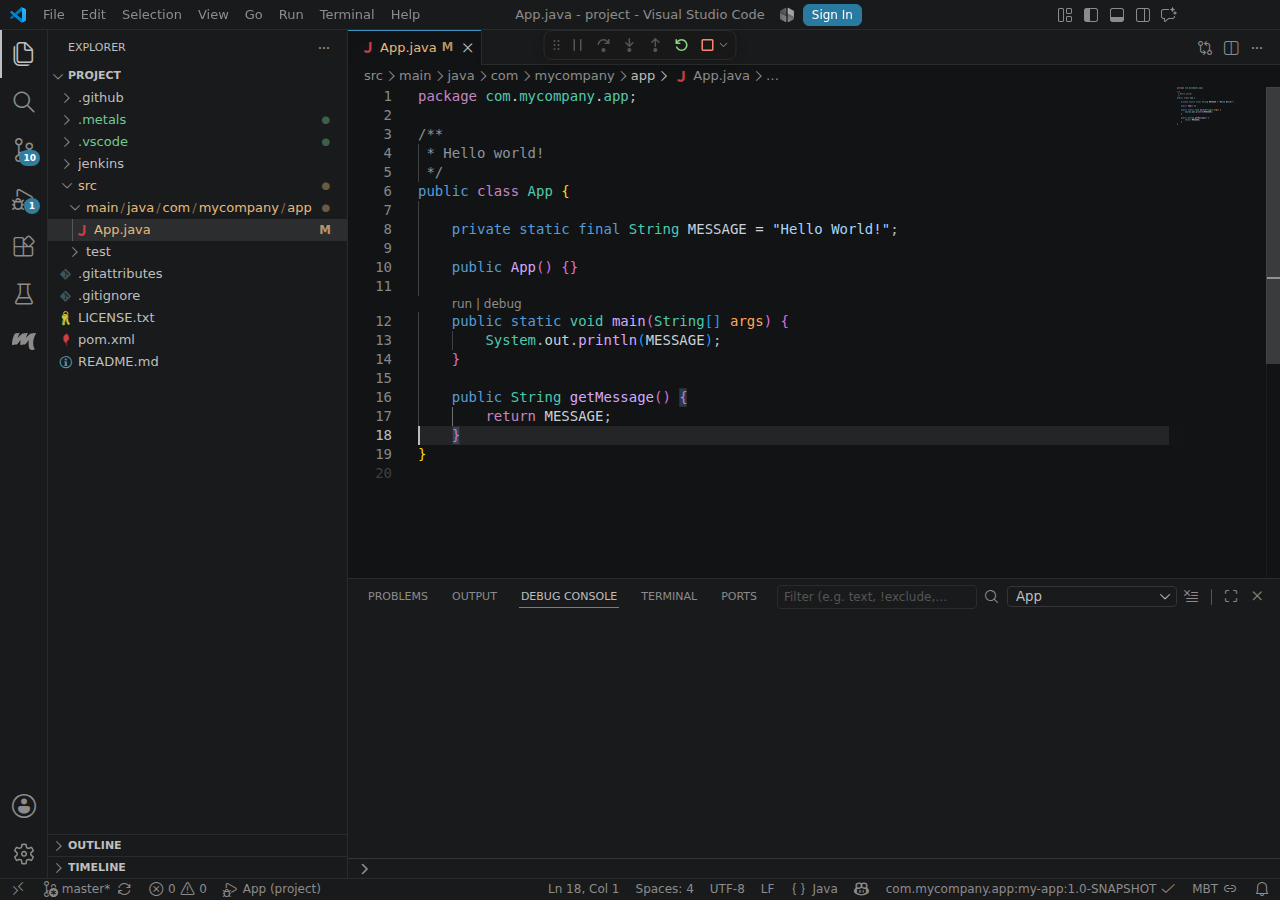 File Edit Selection View Go Run Terminal Help App.java - project - Visual Studio Code Sign In
EXPLORER
PROJECT
.github
.metals
.vscode
jenkins
src
main/java/com/mycompany/app
App.java M
test
.gitattributes
.gitignore
LICENSE.txt
pom.xml
README.md
OUTLINE
TIMELINE
10
1
App.java M
src > main > java > com > mycompany > app > App.java > ...
1 package com.mycompany.app;
2
3 /**
4  * Hello world!
5  */
6 public class App {
7
8     private static final String MESSAGE = "Hello World!";
9
10     public App() {}
11
run | debug
12     public static void main(String[] args) {
13         System.out.println(MESSAGE);
14     }
15
16     public String getMessage() {
17         return MESSAGE;
18     }
19 }
20
PROBLEMS OUTPUT DEBUG CONSOLE TERMINAL PORTS Filter (e.g. text, !exclude,... App
master* 0 0 App (project) Ln 18, Col 1 Spaces: 4 UTF-8 LF { } Java com.mycompany.app:my-app:1.0-SNAPSHOT MBT